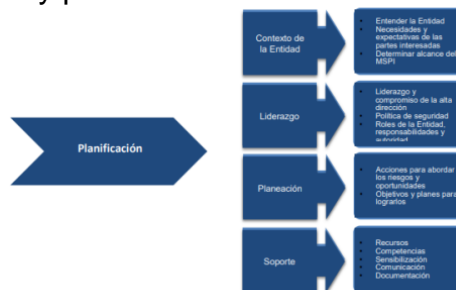 y p
Planificación
Contexto de
la Entidad
Entender la Entidad
Necesidades y
expectativas de las
partes interesadas
Determinar alcance del
MSPI
Liderazgo
Liderazgo y
compromiso de la alta
dirección
Política de seguridad
Roles de la Entidad,
responsabilidades y
autoridad
Planeación
Acciones para abordar
los riesgos y
oportunidades
Objetivos y planes para
lograrlos
Soporte
Recursos
Competencias
Sensibilización
Comunicación
Documentación